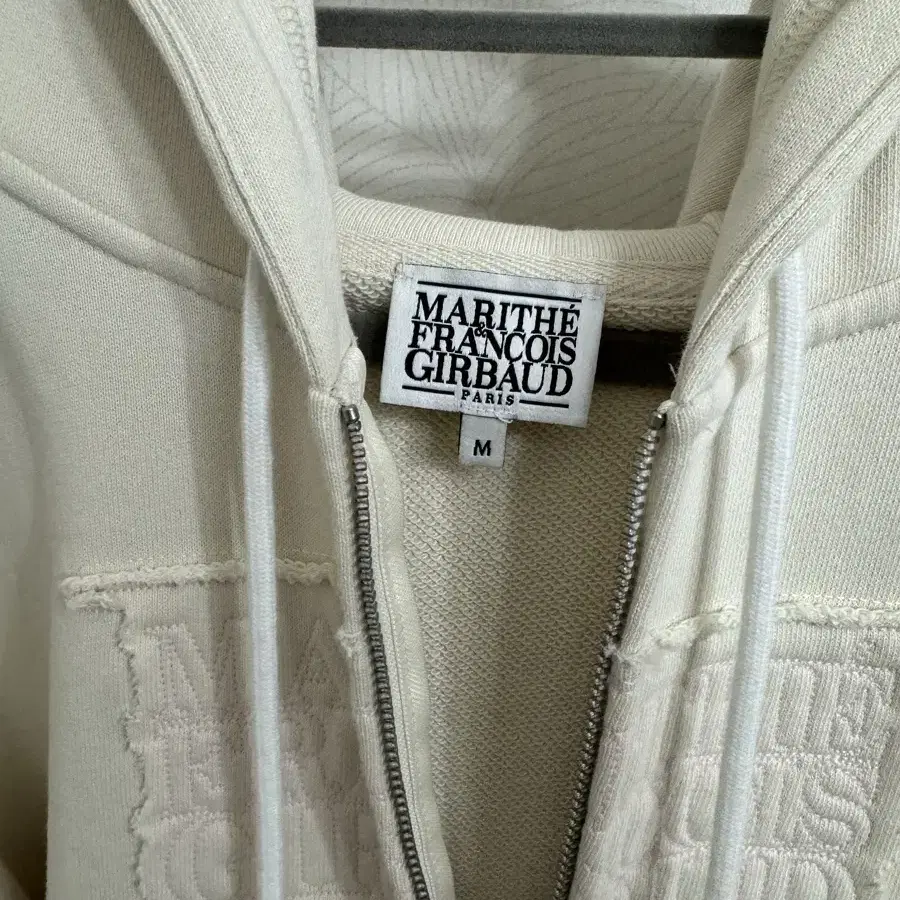 MARITHÉ
&
FRANCOIS
GIRBAUD
PARIS
M